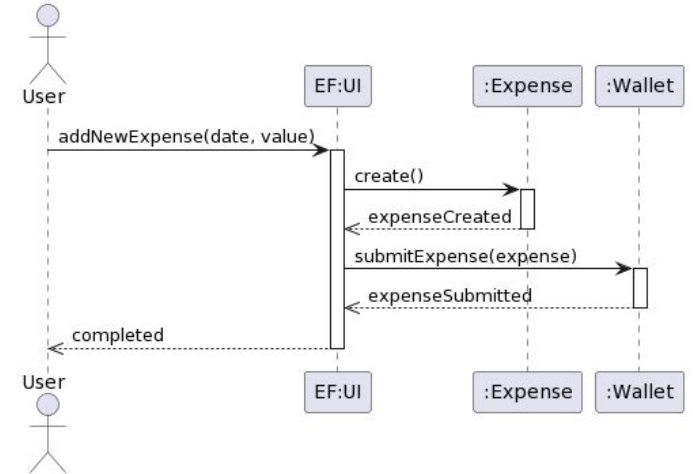 User
EF:UI
:Expense
:Wallet
addNewExpense(date, value)
create()
expenseCreated
submitExpense(expense)
expenseSubmitted
completed
User
EF:UI
:Expense
:Wallet